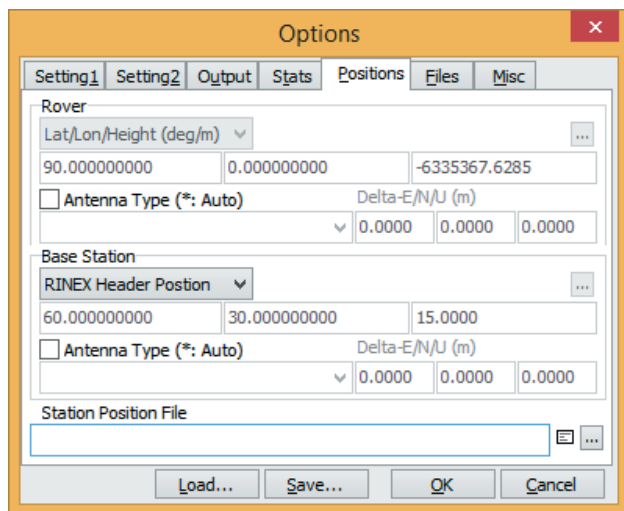 Options
Setting1 Setting2 Output Stats Positions Files Misc
Rover
Lat/Lon/Height (deg/m) ...
90.000000000 0.000000000 -6335367.6285
Antenna Type (*: Auto) Delta-E/N/U (m)
0.0000 0.0000 0.0000
Base Station
RINEX Header Postion ...
60.000000000 30.000000000 15.0000
Antenna Type (*: Auto) Delta-E/N/U (m)
0.0000 0.0000 0.0000
Station Position File
...
Load... Save... OK Cancel